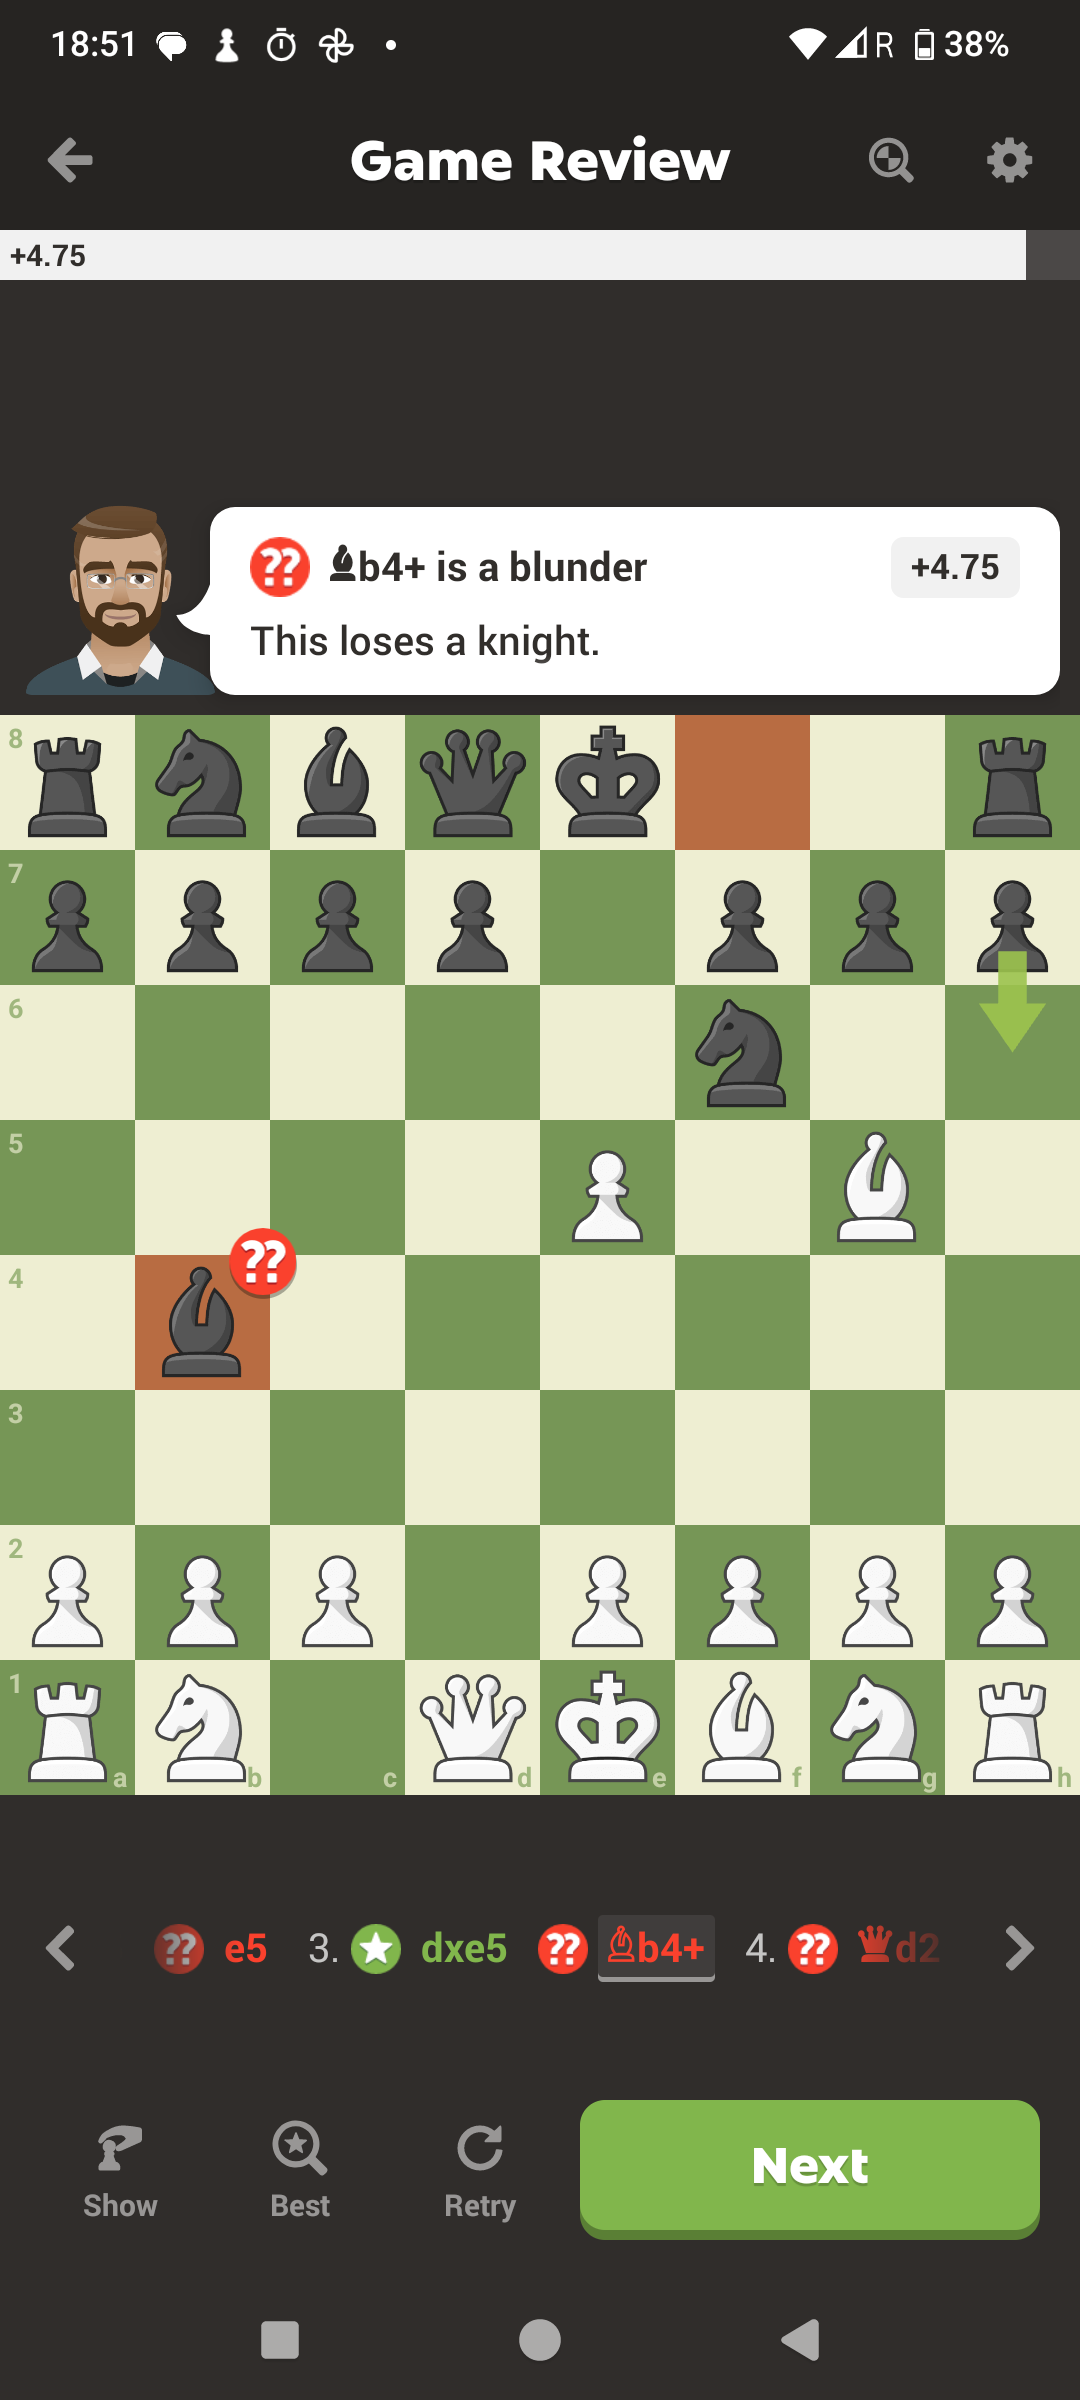 18:51 R 38%
Game Review
+4.75
?? b4+ is a blunder +4.75
This loses a knight.
8
7
6
5
??
4
3
2
1
a b c d e f g h
?? e5 3. dxe5 ?? b4+ 4. ?? d2
Show Best Retry Next